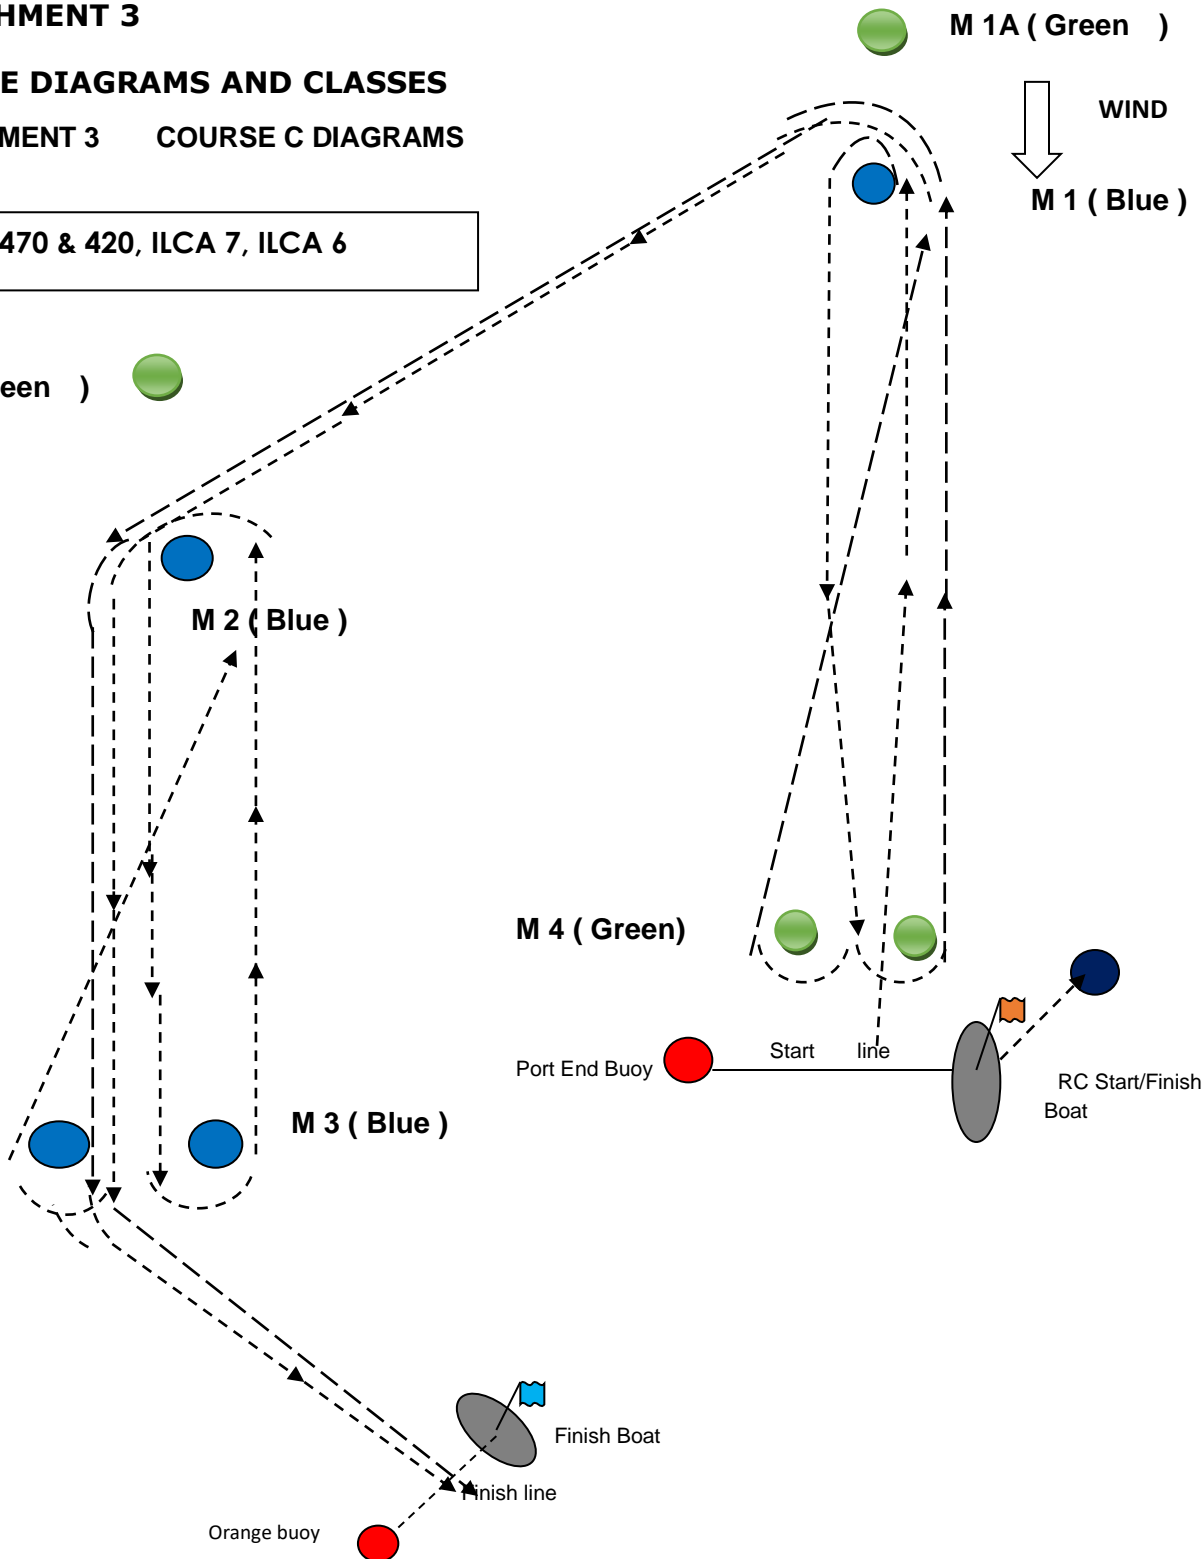 HMENT 3
M 1A ( Green )
E DIAGRAMS AND CLASSES
WIND
MENT 3 COURSE C DIAGRAMS
M 1 ( Blue )
470 & 420, ILCA 7, ILCA 6
een )
M 2 ( Blue )
M 4 ( Green)
Start line
Port End Buoy
RC Start/Finish
Boat
M 3 ( Blue )
Finish Boat
Finish line
Orange buoy